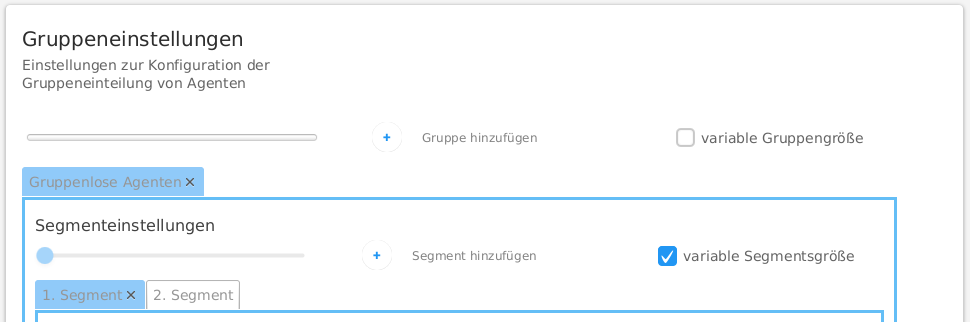 Gruppeneinstellungen
Einstellungen zur Konfiguration der
Gruppeneinteilung von Agenten
+ Gruppe hinzufügen variable Gruppengröße
Gruppenlose Agenten ×
Segmenteinstellungen
+ Segment hinzufügen variable Segmentsgröße
1. Segment × 2. Segment